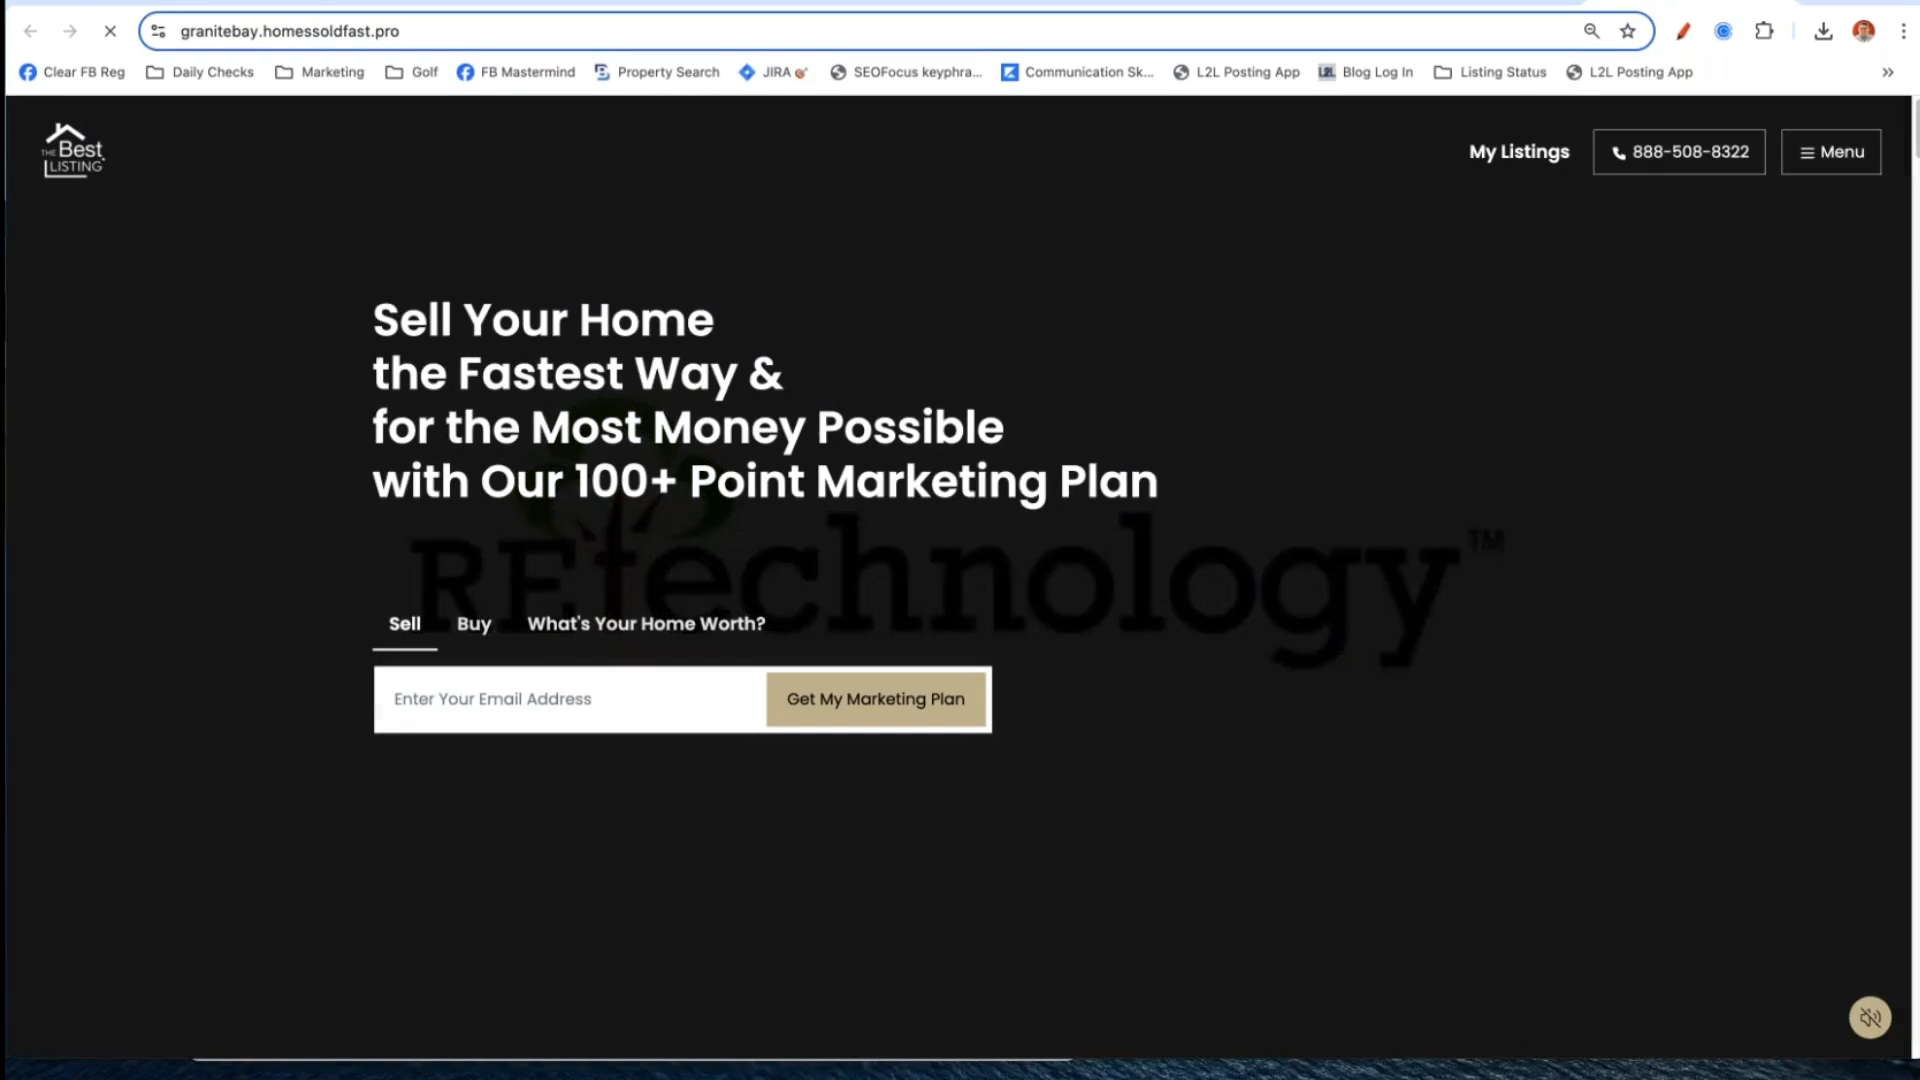 granitebay.homessoldfast.pro
Clear FB Reg
Daily Checks
Marketing
Golf
FB Mastermind
Property Search
JIRA
SEOFocus keyphra...
Communication Sk...
L2L Posting App
L2L Blog Log In
Listing Status
L2L Posting App
THE Best LISTING
My Listings
888-508-8322
Menu
Sell Your Home
the Fastest Way &
for the Most Money Possible
with Our 100+ Point Marketing Plan
REtechnology™
Sell
Buy
What's Your Home Worth?
Enter Your Email Address
Get My Marketing Plan